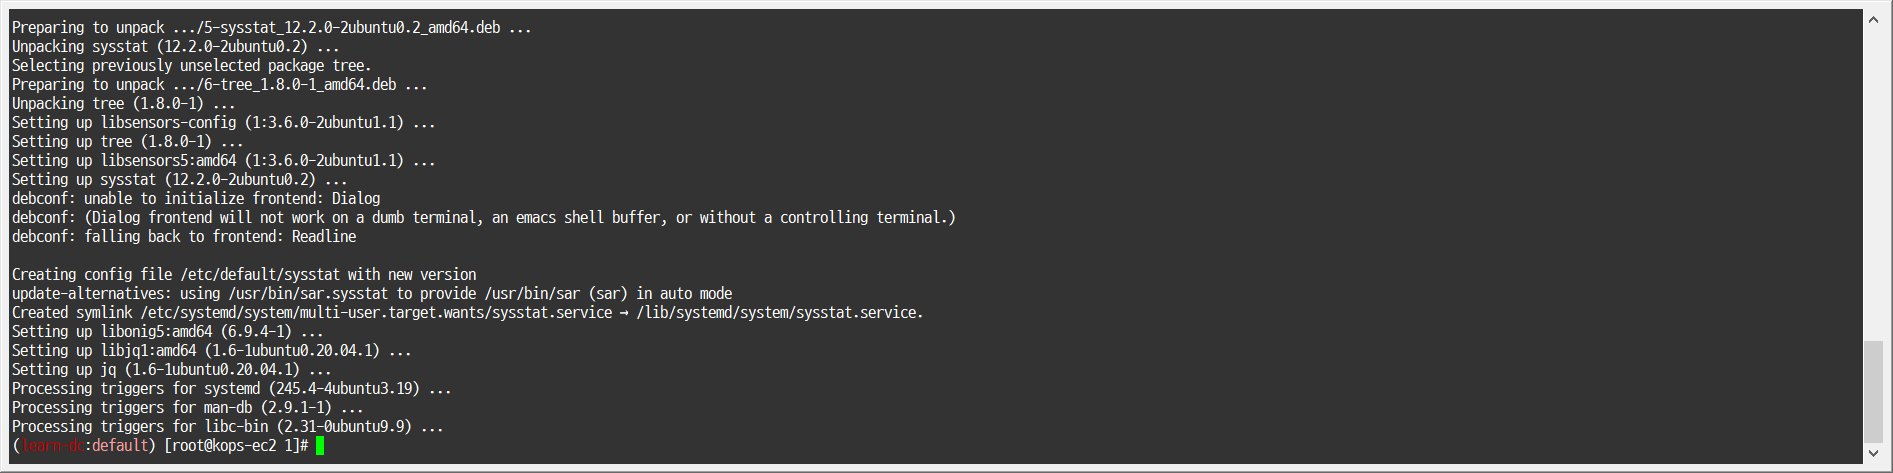 Preparing to unpack .../5-sysstat_12.2.0-2ubuntu0.2_amd64.deb ...
Unpacking sysstat (12.2.0-2ubuntu0.2) ...
Selecting previously unselected package tree.
Preparing to unpack .../6-tree_1.8.0-1_amd64.deb ...
Unpacking tree (1.8.0-1) ...
Setting up libsensors-config (1:3.6.0-2ubuntu1.1) ...
Setting up tree (1.8.0-1) ...
Setting up libsensors5:amd64 (1:3.6.0-2ubuntu1.1) ...
Setting up sysstat (12.2.0-2ubuntu0.2) ...
debconf: unable to initialize frontend: Dialog
debconf: (Dialog frontend will not work on a dumb terminal, an emacs shell buffer, or without a controlling terminal.)
debconf: falling back to frontend: Readline

Creating config file /etc/default/sysstat with new version
update-alternatives: using /usr/bin/sar.sysstat to provide /usr/bin/sar (sar) in auto mode
Created symlink /etc/systemd/system/multi-user.target.wants/sysstat.service → /lib/systemd/system/sysstat.service.
Setting up libonig5:amd64 (6.9.4-1) ...
Setting up libjq1:amd64 (1.6-1ubuntu0.20.04.1) ...
Setting up jq (1.6-1ubuntu0.20.04.1) ...
Processing triggers for systemd (245.4-4ubuntu3.19) ...
Processing triggers for man-db (2.9.1-1) ...
Processing triggers for libc-bin (2.31-0ubuntu9.9) ...
(learn-dc:default) [root@kops-ec2 1]#